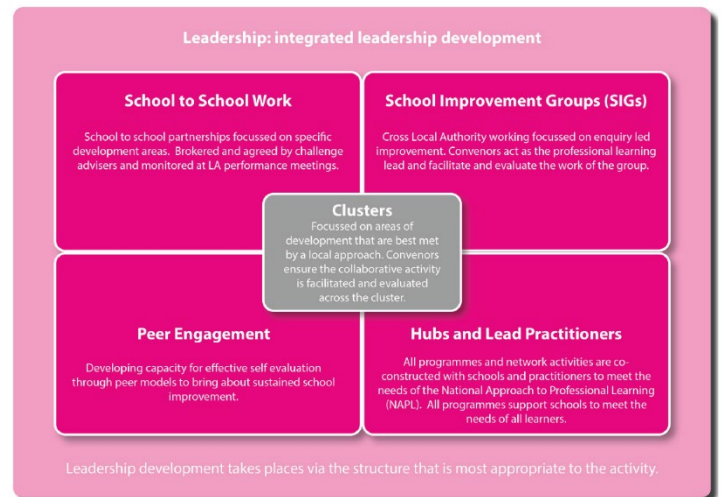 Leadership: integrated leadership development
School to School Work
School to school partnerships focussed on specific
development areas.  Brokered and agreed by challenge
advisers and monitored at LA performance meetings.
School Improvement Groups (SIGs)
Cross Local Authority working focussed on enquiry led
improvement. Convenors act as the professional learning
lead and facilitate and evaluate the work of the group.
Clusters
Focussed on areas of
development that are best met
by a local approach. Convenors
ensure the collaborative activity
is facilitated and evaluated
across the cluster.
Peer Engagement
Developing capacity for effective self evaluation
through peer models to bring about sustained school
improvement.
Hubs and Lead Practitioners
All programmes and network activities are co-
constructed with schools and practitioners to meet the
needs of the National Approach to Professional Learning
(NAPL).  All programmes support schools to meet the
needs of all learners.
Leadership development takes places via the structure that is most appropriate to the activity.